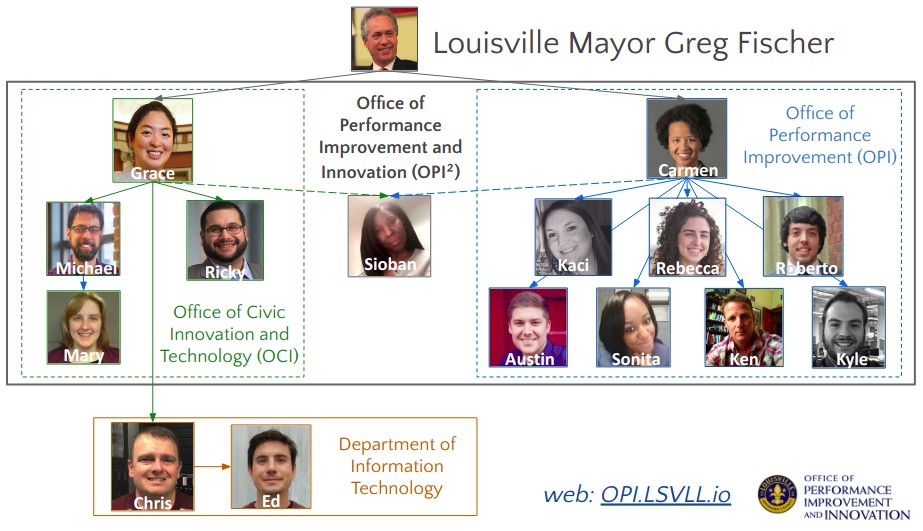 Louisville Mayor Greg Fischer
Office of
Performance
Improvement and
Innovation (OPI²)
Office of
Performance
Improvement (OPI)
Grace
Carmen
Michael
Ricky
Sioban
Kaci
Rebecca
Roberto
Mary
Office of Civic
Innovation and
Technology (OCI)
Austin
Sonita
Ken
Kyle
Chris
Ed
Department of
Information
Technology
web: OPI.LSVLL.io
LOUISVILLE
OFFICE OF
PERFORMANCE
IMPROVEMENT
AND INNOVATION